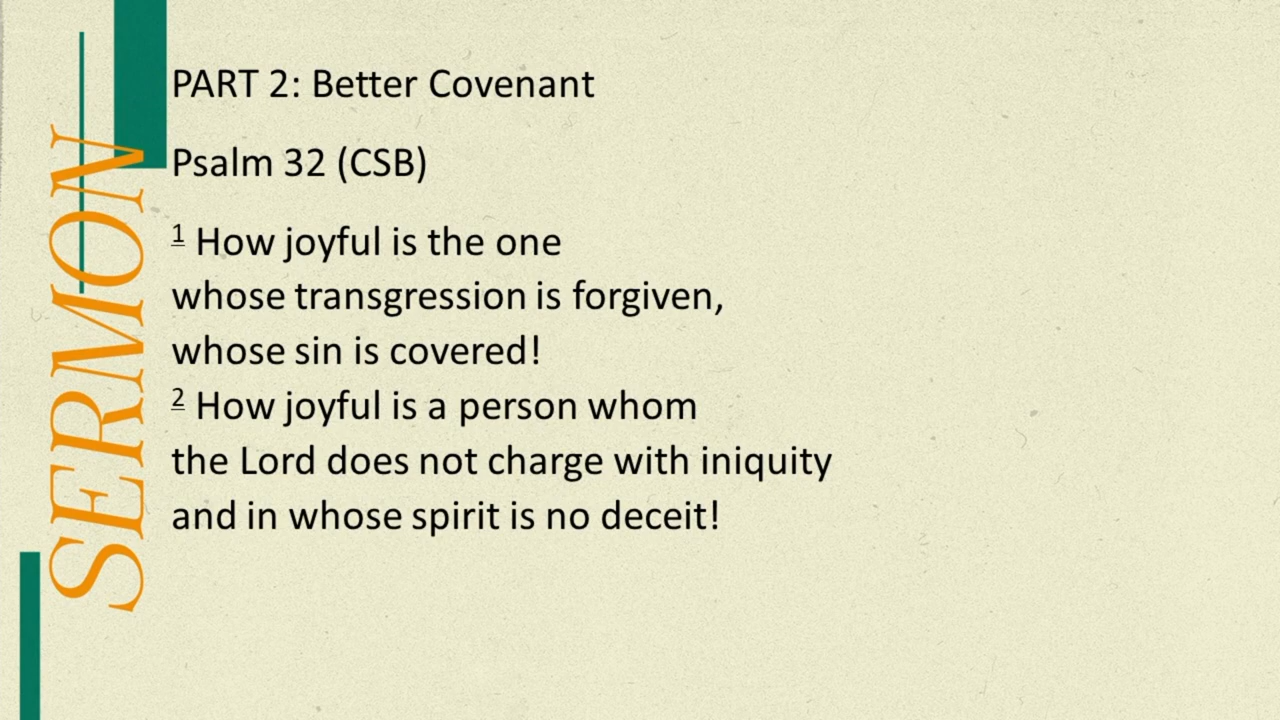 SERMON
PART 2: Better Covenant
Psalm 32 (CSB)
1 How joyful is the one
whose transgression is forgiven,
whose sin is covered!
2 How joyful is a person whom
the Lord does not charge with iniquity
and in whose spirit is no deceit!